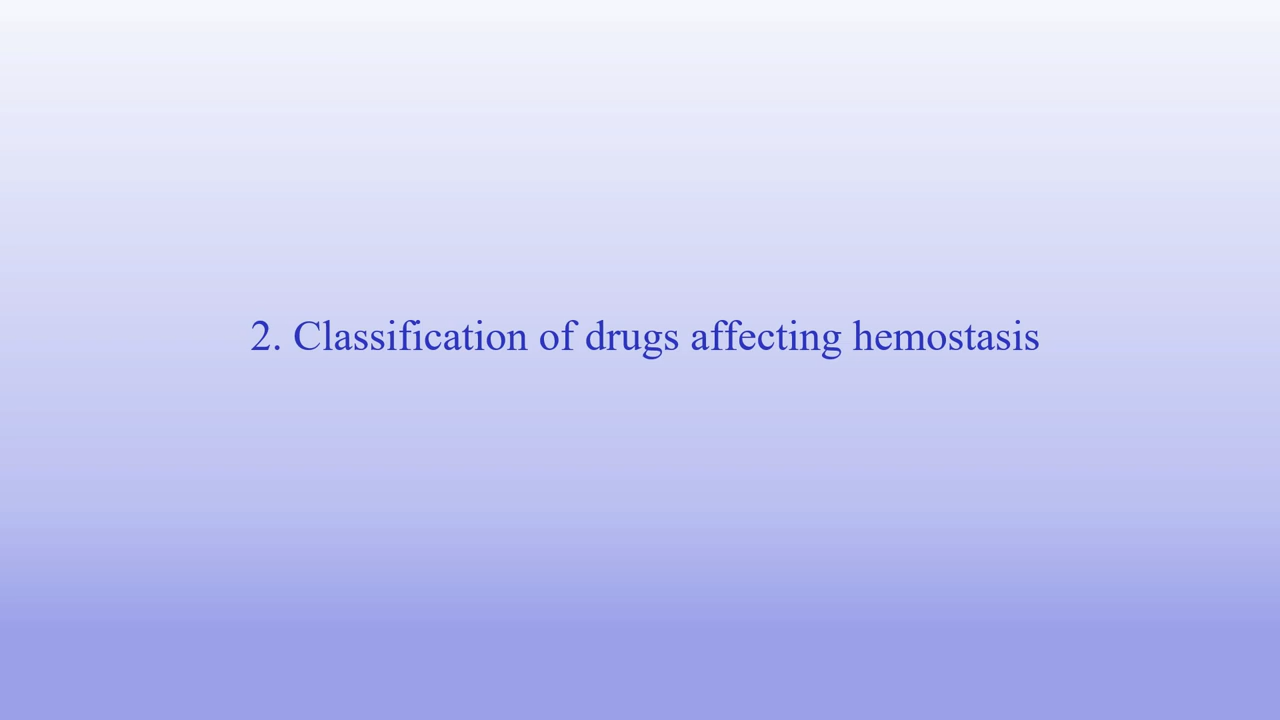 2. Classification of drugs affecting hemostasis